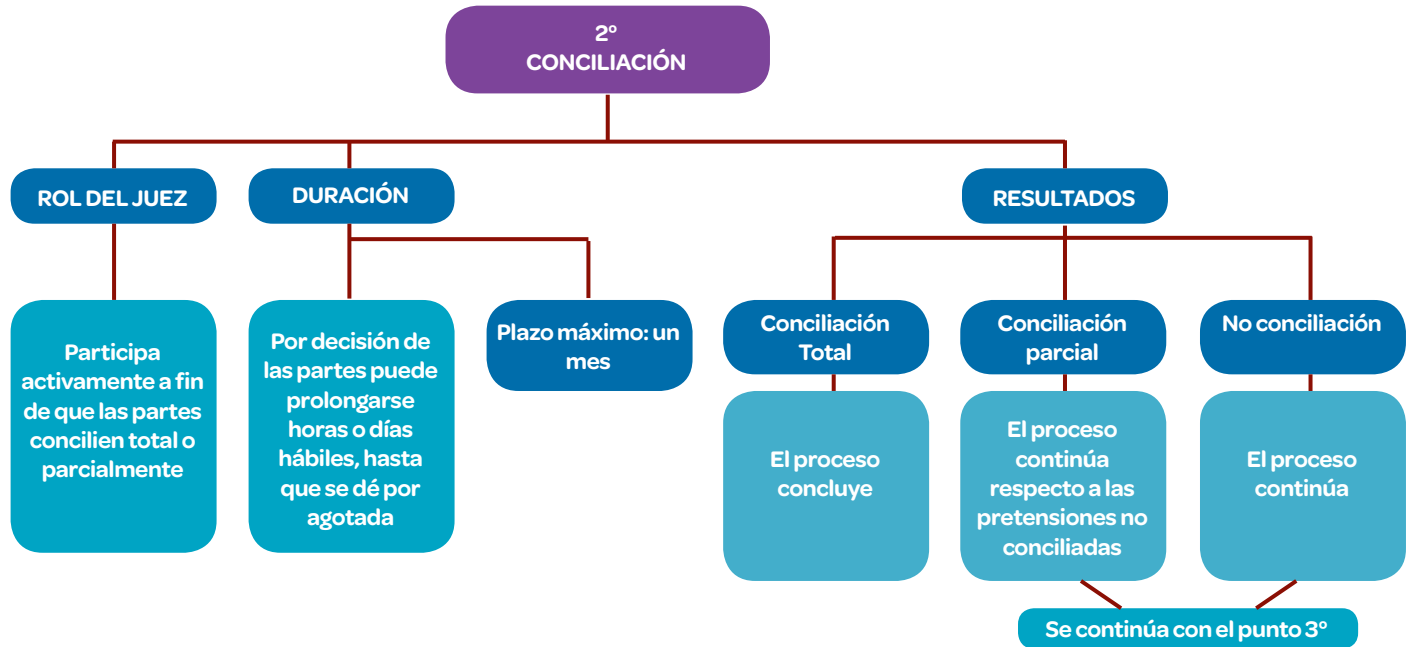 2º
CONCILIACIÓN
ROL DEL JUEZ
DURACIÓN
RESULTADOS
Participa
activamente a fin
de que las partes
concilien total o
parcialmente
Por decisión de
las partes puede
prolongarse
horas o días
hábiles, hasta
que se dé por
agotada
Plazo máximo: un
mes
Conciliación
Total
Conciliación
parcial
No conciliación
El proceso
concluye
El proceso
continúa
respecto a las
pretensiones no
conciliadas
El proceso
continúa
Se continúa con el punto 3°